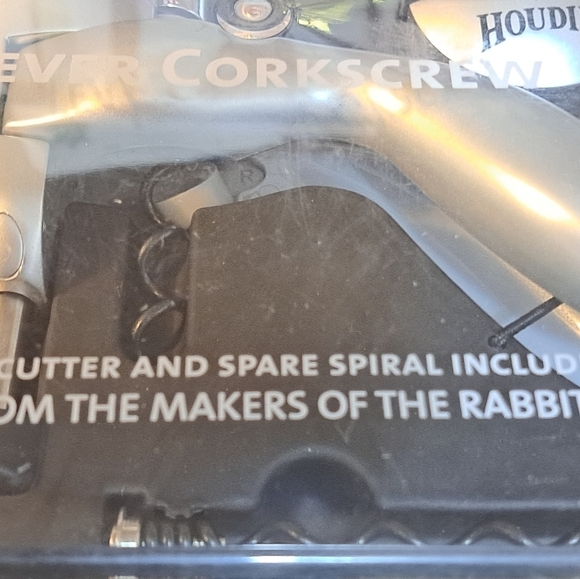 HOUDI
EVER CORKSCREW
CUTTER AND SPARE SPIRAL INCLUD
OM THE MAKERS OF THE RABBIT